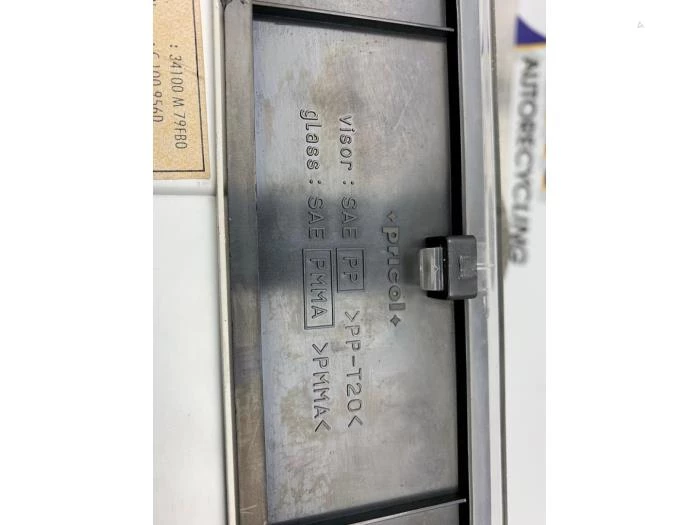 ✦pricol✦
visor : SAE PP >PP-T20<
glass : SAE PMMA >PMMA<
: 34100 M 79FB0
AUTORECYCLING